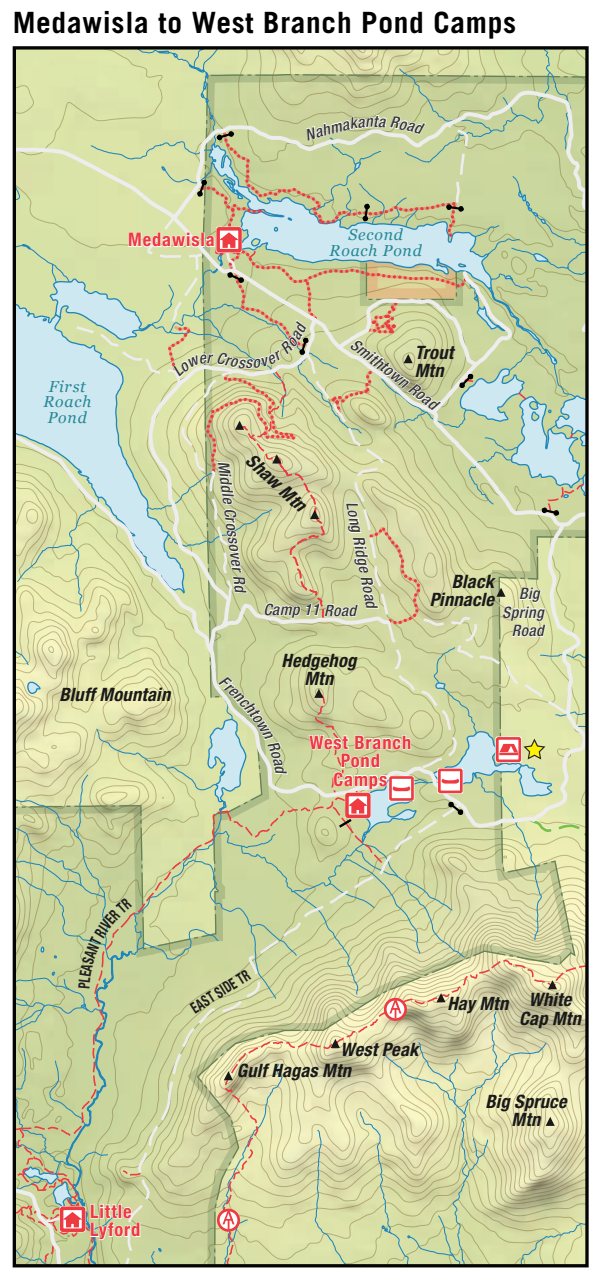 Medawisla to West Branch Pond Camps
Nahmakanta Road
Medawisla
Second
Roach Pond
First
Roach
Pond
Lower Crossover Road
Smithtown Road
Trout
Mtn
Shaw Mtn
Middle Crossover Rd
Long Ridge Road
Black
Pinnacle
Big
Spring
Road
Camp 11 Road
Hedgehog
Mtn
Bluff Mountain
Frenchtown Road
West Branch
Pond
Camps
PLEASANT RIVER TR
EAST SIDE TR
Hay Mtn
White
Cap Mtn
West Peak
Gulf Hagas Mtn
Big Spruce
Mtn
Little
Lyford